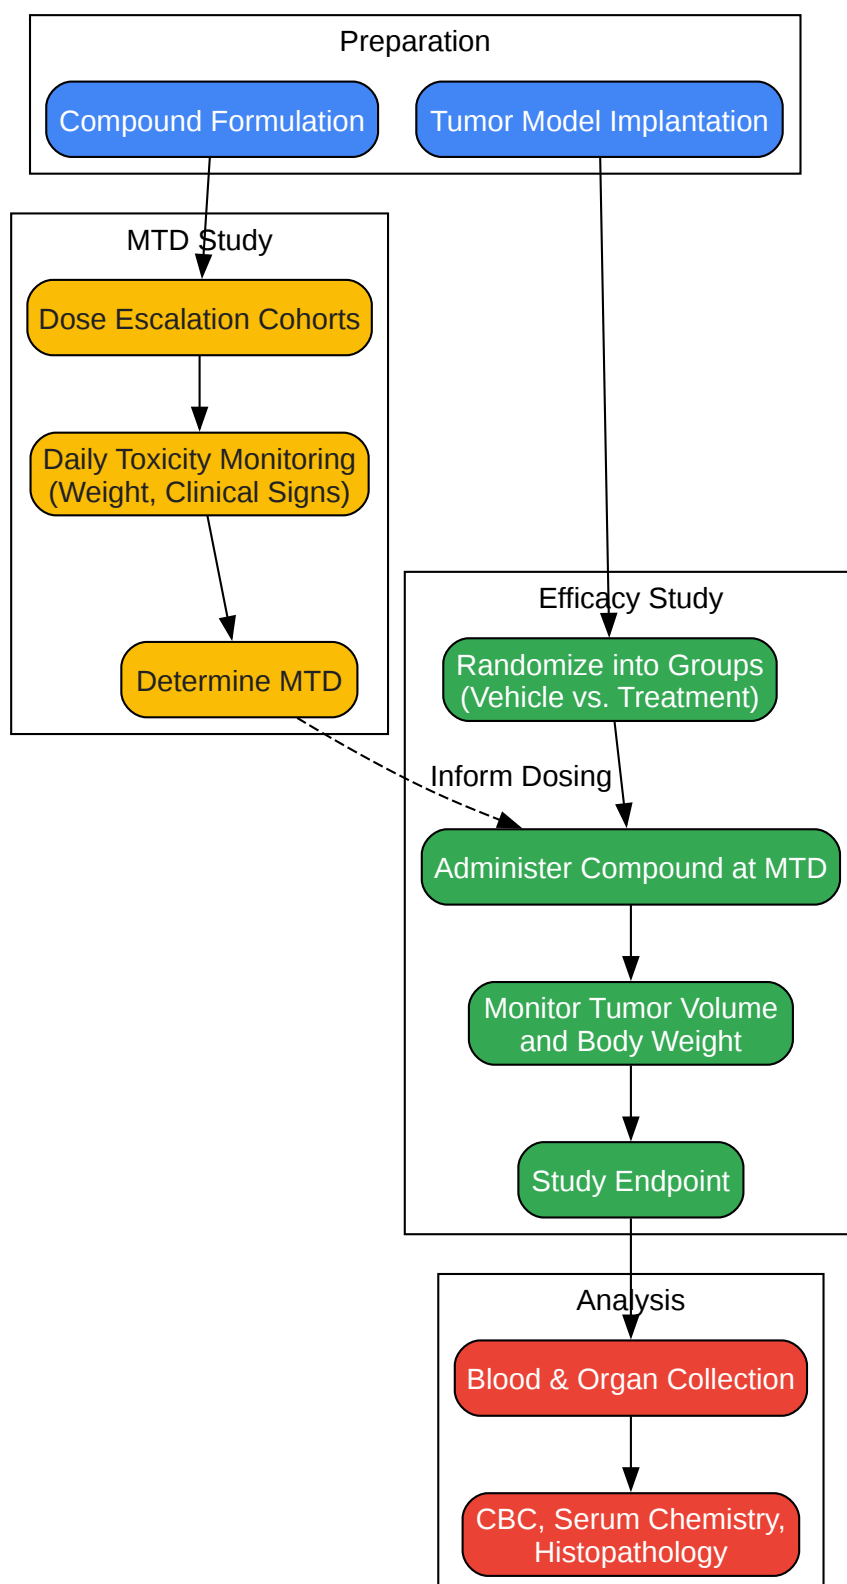 Preparation
Compound Formulation
Tumor Model Implantation
MTD Study
Dose Escalation Cohorts
Daily Toxicity Monitoring
(Weight, Clinical Signs)
Determine MTD
Efficacy Study
Randomize into Groups
(Vehicle vs. Treatment)
Inform Dosing
Administer Compound at MTD
Monitor Tumor Volume
and Body Weight
Study Endpoint
Analysis
Blood & Organ Collection
CBC, Serum Chemistry,
Histopathology